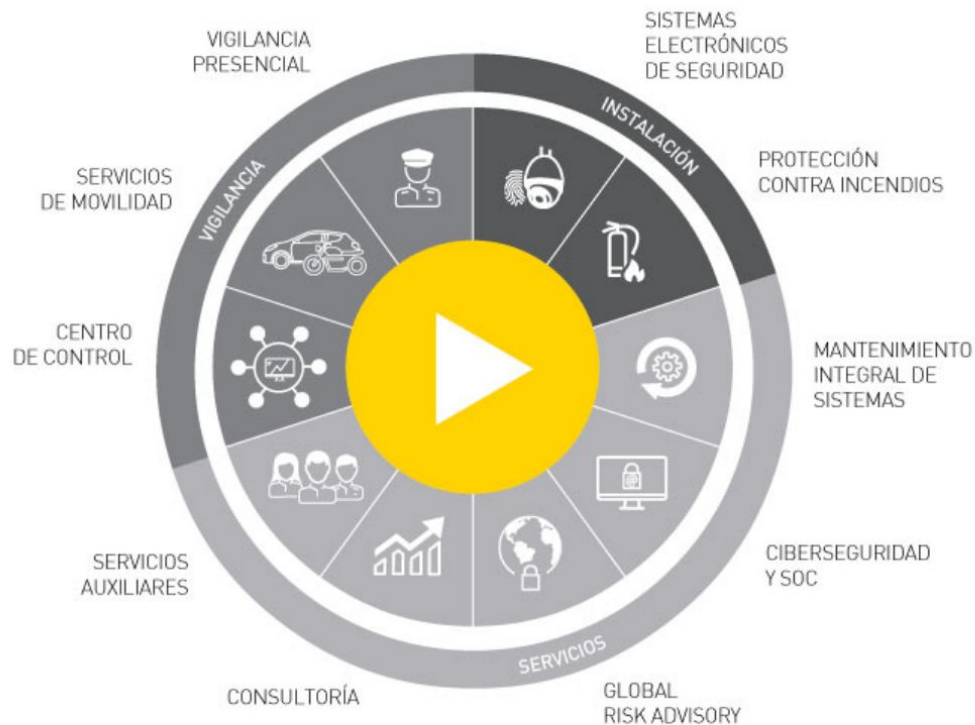 SISTEMAS
ELECTRÓNICOS
DE SEGURIDAD
PROTECCIÓN
CONTRA INCENDIOS
MANTENIMIENTO
INTEGRAL DE
SISTEMAS
CIBERSEGURIDAD
Y SOC
GLOBAL
RISK ADVISORY
CONSULTORÍA
SERVICIOS
AUXILIARES
CENTRO
DE CONTROL
SERVICIOS
DE MOVILIDAD
VIGILANCIA
PRESENCIAL
INSTALACIÓN
SERVICIOS
VIGILANCIA
@